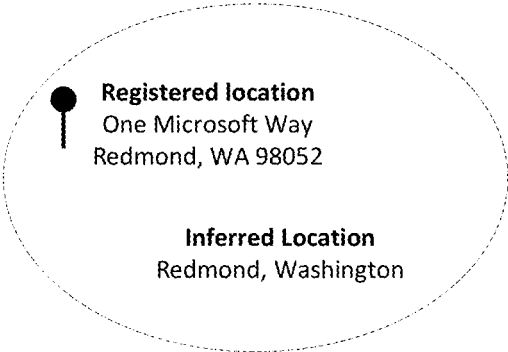 Registered location
One Microsoft Way
Redmond, WA 98052
Inferred Location
Redmond, Washington